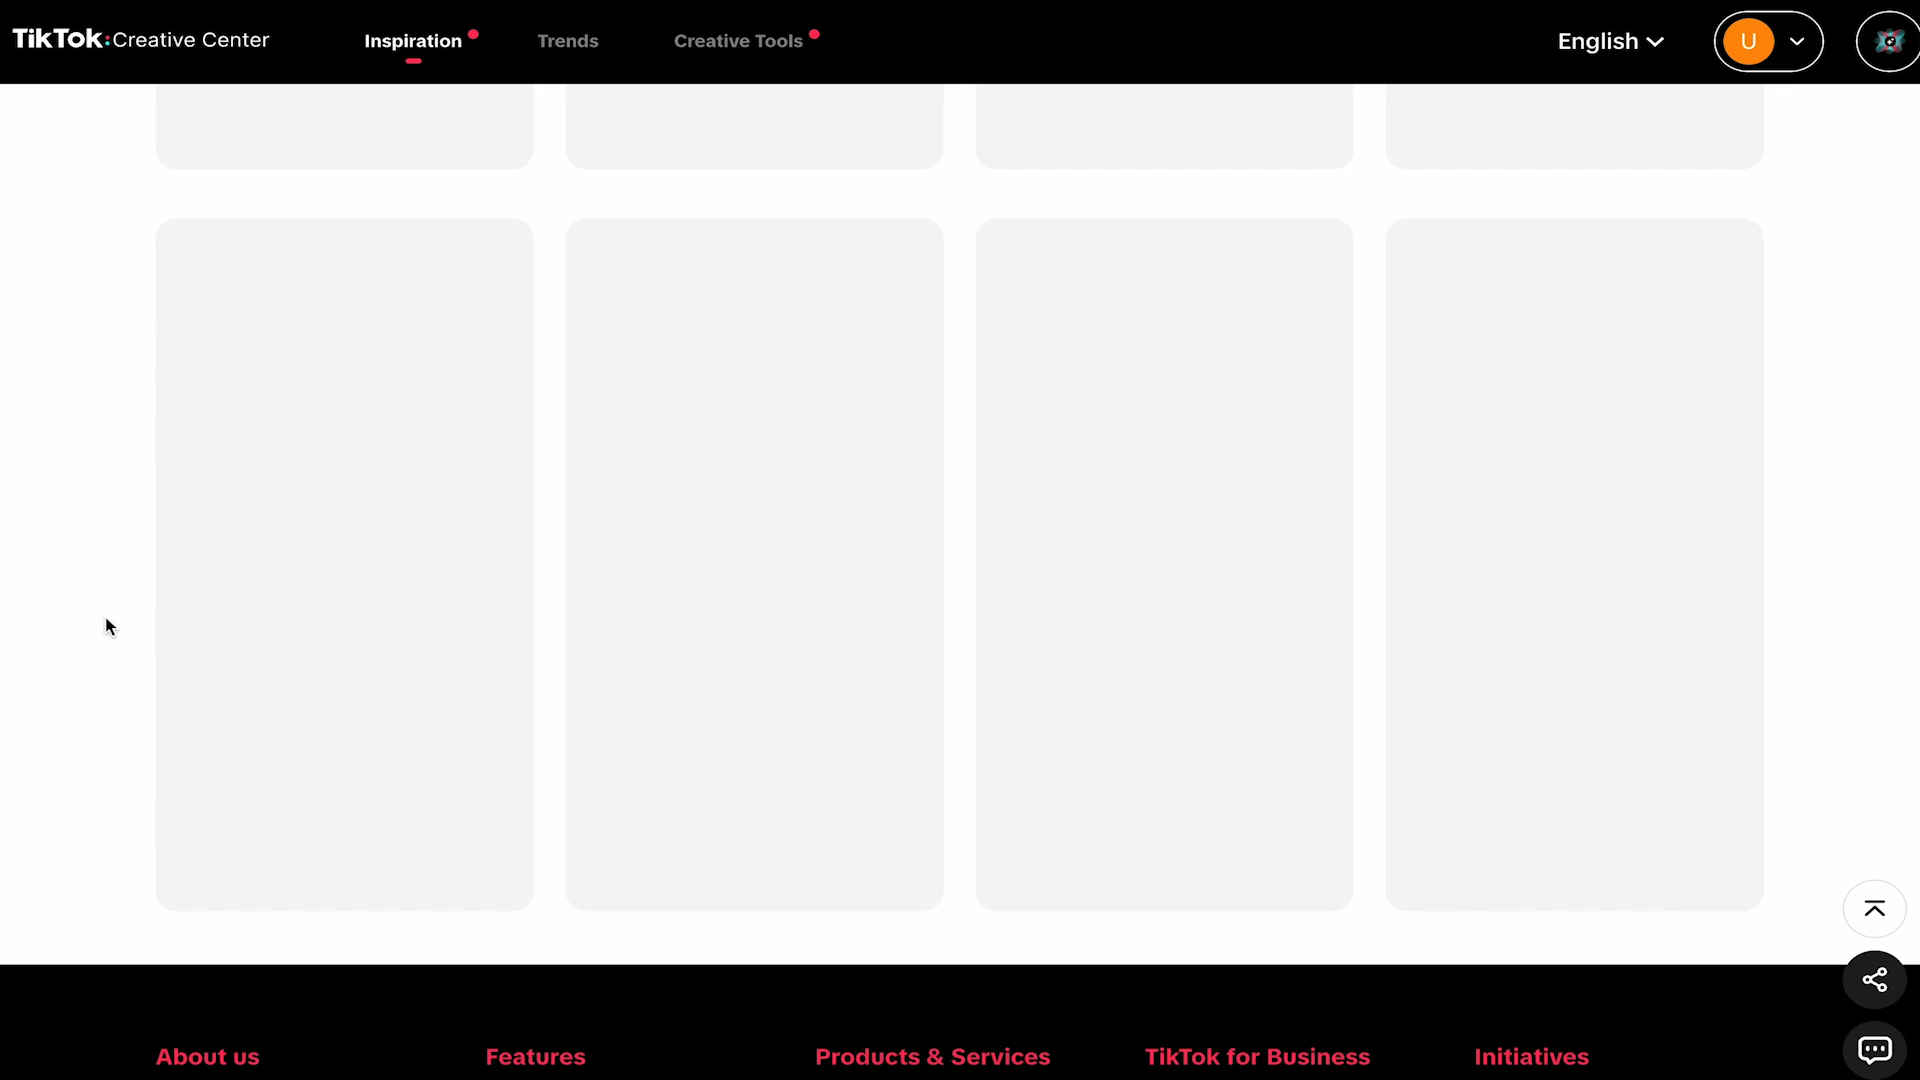 TikTok:Creative Center
Inspiration
Trends
Creative Tools
English
U
About us
Features
Products & Services
TikTok for Business
Initiatives